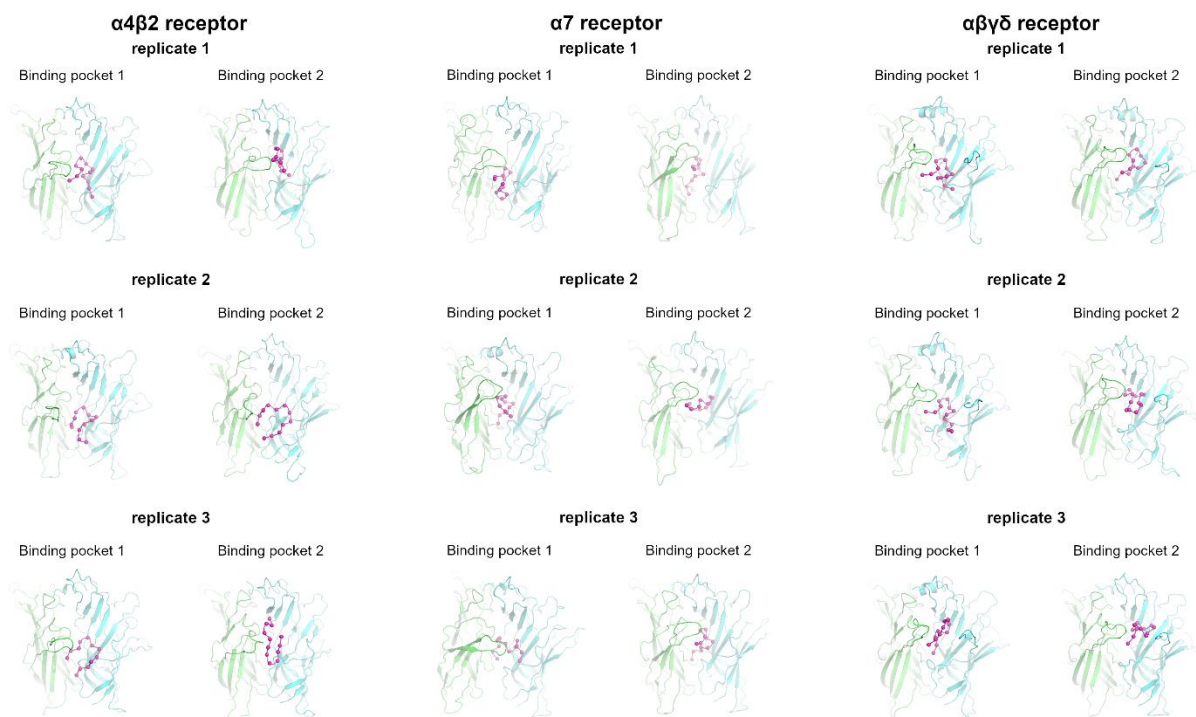 α4β2 receptor
α7 receptor
αβγδ receptor
replicate 1
replicate 1
replicate 1
Binding pocket 1
Binding pocket 2
Binding pocket 1
Binding pocket 2
Binding pocket 1
Binding pocket 2
replicate 2
replicate 2
replicate 2
Binding pocket 1
Binding pocket 2
Binding pocket 1
Binding pocket 2
Binding pocket 1
Binding pocket 2
replicate 3
replicate 3
replicate 3
Binding pocket 1
Binding pocket 2
Binding pocket 1
Binding pocket 2
Binding pocket 1
Binding pocket 2